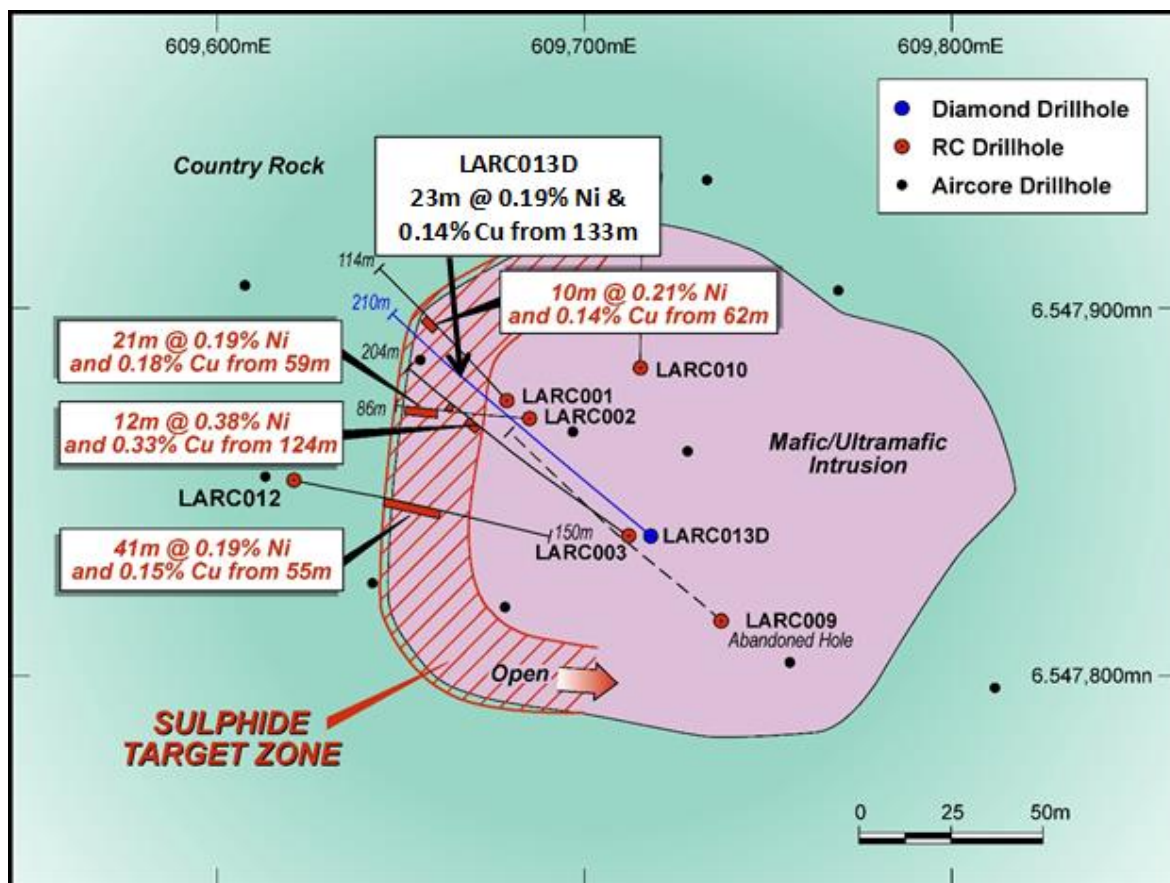 609,600mE
609,700mE
609,800mE
Diamond Drillhole
RC Drillhole
Aircore Drillhole
Country Rock
LARC013D
23m @ 0.19% Ni &
0.14% Cu from 133m
114m
210m
10m @ 0.21% Ni
and 0.14% Cu from 62m
6.547,900mN
21m @ 0.19% Ni
and 0.18% Cu from 59m
204m
LARC010
LARC001
86m
LARC002
12m @ 0.38% Ni
and 0.33% Cu from 124m
Mafic/Ultramafic
Intrusion
LARC012
150m
LARC003
LARC013D
41m @ 0.19% Ni
and 0.15% Cu from 55m
LARC009
Abandoned Hole
Open
6.547,800mn
SULPHIDE
TARGET ZONE
0
25
50m